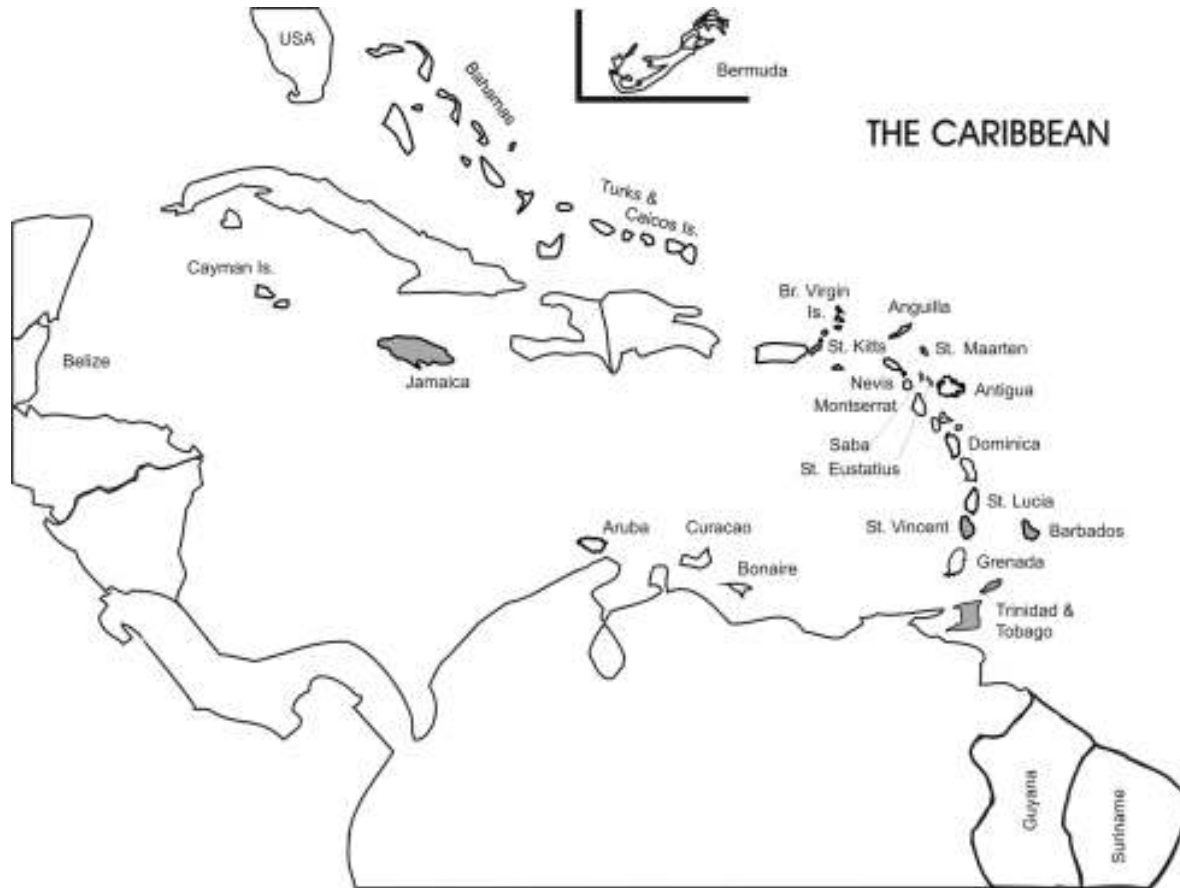 USA
Bermuda
Bahamas
THE CARIBBEAN
Turks &
Caicos Is.
Cayman Is.
Br. Virgin
Is.
Anguilla
Belize
Jamaica
St. Kitts
St. Maarten
Nevis
Antigua
Montserrat
Saba
Dominica
St. Eustatius
St. Lucia
Aruba
Curacao
St. Vincent
Barbados
Bonaire
Grenada
Trinidad &
Tobago
Guyana
Suriname